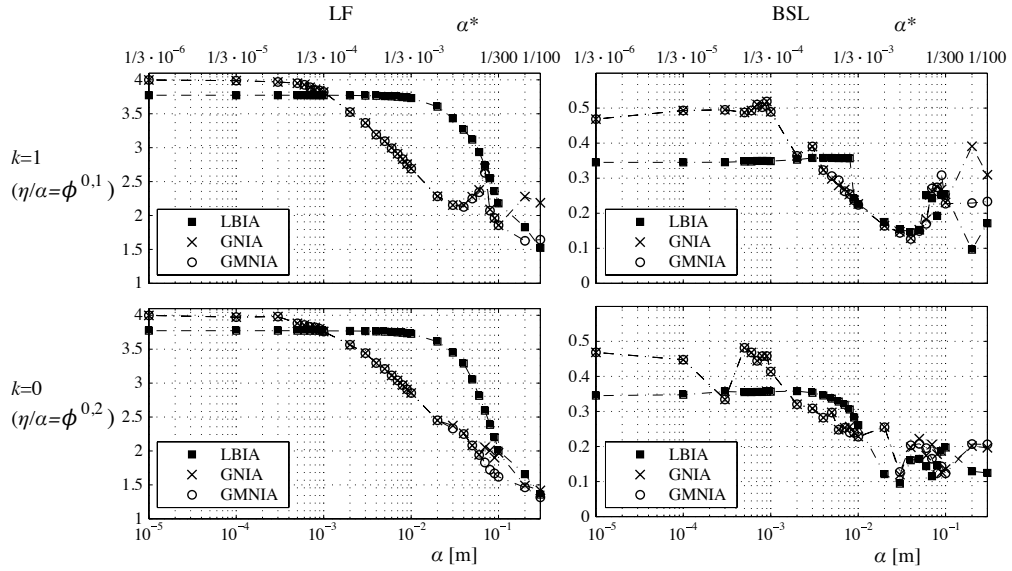 LF
BSL
α*
α*
1/3 · 10⁻⁶ 1/3 · 10⁻⁵ 1/3 · 10⁻⁴ 1/3 · 10⁻³ 1/300 1/100
1/3 · 10⁻⁶ 1/3 · 10⁻⁵ 1/3 · 10⁻⁴ 1/3 · 10⁻³ 1/300 1/100
k=1
(η/α=ϕ⁰,¹)
4
3.5
3
2.5
2
1.5
1
LBIA
GNIA
GMNIA
0.5
0.4
0.3
0.2
0.1
0
LBIA
GNIA
GMNIA
k=0
(η/α=ϕ⁰,²)
4
3.5
3
2.5
2
1.5
1
LBIA
GNIA
GMNIA
10⁻⁵ 10⁻⁴ 10⁻³ 10⁻² 10⁻¹
α [m]
0.5
0.4
0.3
0.2
0.1
0
LBIA
GNIA
GMNIA
10⁻⁵ 10⁻⁴ 10⁻³ 10⁻² 10⁻¹
α [m]